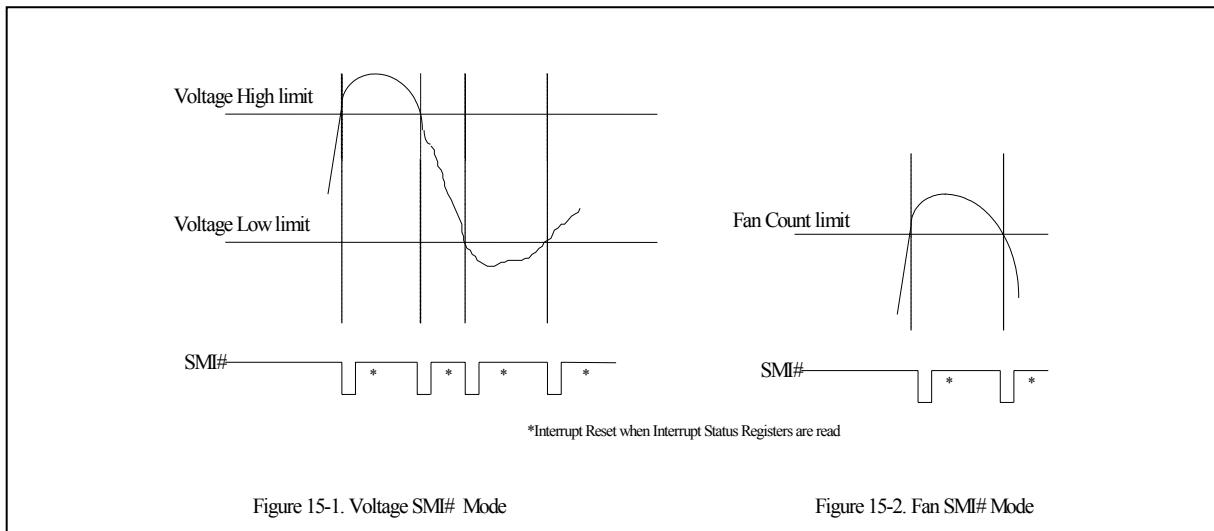 Voltage High limit
Voltage Low limit
SMI#
* * * *
Fan Count limit
SMI#
* *
*Interrupt Reset when Interrupt Status Registers are read
Figure 15-1. Voltage SMI# Mode
Figure 15-2. Fan SMI# Mode